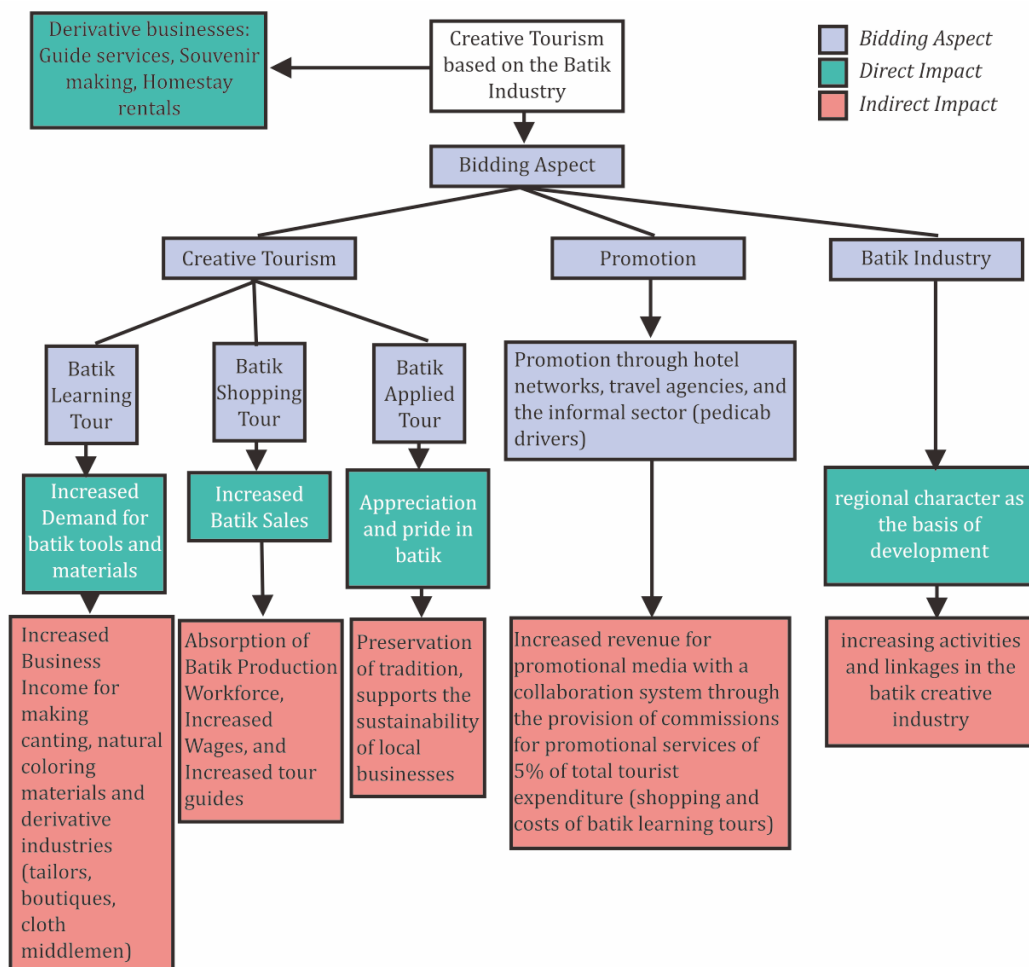 Derivative businesses:
Guide services, Souvenir
making, Homestay
rentals
Creative Tourism
based on the Batik
Industry
Bidding Aspect
Direct Impact
Indirect Impact
Bidding Aspect
Creative Tourism
Promotion
Batik Industry
Batik
Learning
Tour
Batik
Shopping
Tour
Batik
Applied
Tour
Promotion through hotel
networks, travel agencies, and
the informal sector (pedicab
drivers)
Increased
Demand for
batik tools and
materials
Increased
Batik Sales
Appreciation
and pride in
batik
regional character as
the basis of
development
Increased
Business
Income for
making
canting, natural
coloring
materials and
derivative
industries
(tailors,
boutiques,
cloth
middlemen)
Absorption of
Batik Production
Workforce,
Increased
Wages, and
Increased tour
guides
Preservation
of tradition,
supports the
sustainability
of local
businesses
Increased revenue for
promotional media with a
collaboration system through
the provision of commissions
for promotional services of
5% of total tourist
expenditure (shopping and
costs of batik learning tours)
increasing activities
and linkages in the
batik creative
industry